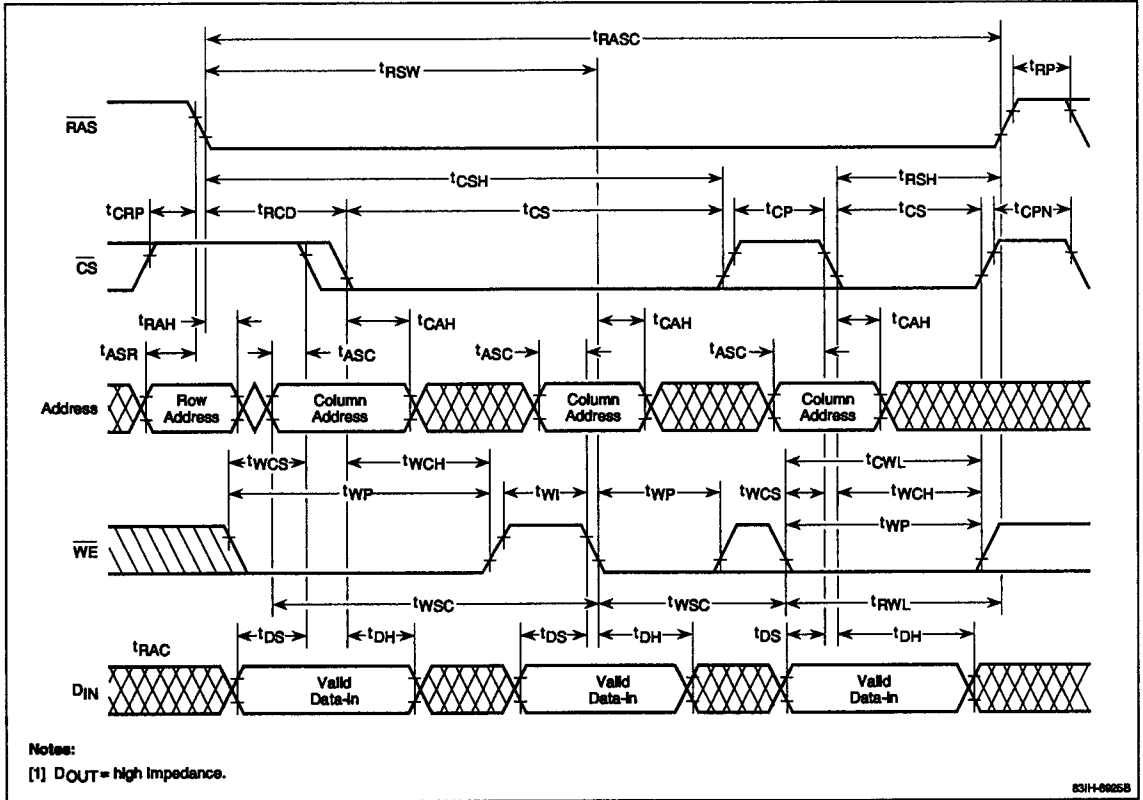 tRASC
tRSW
tRP
RAS
tCSH
tRSH
tCRP
tRCD
tCS
tCP
tCS
tCPN
CS
tRAH
tCAH
tCAH
tCAH
tASR
tASC
tASC
tASC
Address
Row Address
Column Address
Column Address
Column Address
tWCS
tWCH
tCWL
tWP
tWI
tWP
tWCS
tWCH
tWP
WE
tWSC
tWSC
tRWL
tRAC
tDS
tDH
tDS
tDH
tDS
tDH
DIN
Valid Data-in
Valid Data-in
Valid Data-in
Notes:
[1] DOUT = high impedance.
83IH-6925B